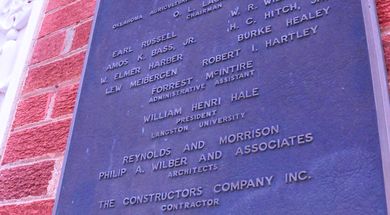 OKLAHOMA AGRICULTURAL
O. L.
CHAIRMAN
W. R.
EARL RUSSELL
H. C. HITCH,
AMOS K. BASS, JR.
BURKE HEALEY
W. ELMER HARBER
ROBERT I. HARTLEY
LEW MEIBERGEN
FORREST McINTIRE
ADMINISTRATIVE ASSISTANT
WILLIAM HENRI HALE
PRESIDENT
LANGSTON UNIVERSITY
REYNOLDS AND MORRISON
PHILIP A. WILBER AND ASSOCIATES
ARCHITECTS
THE CONSTRUCTORS COMPANY INC.
CONTRACTOR